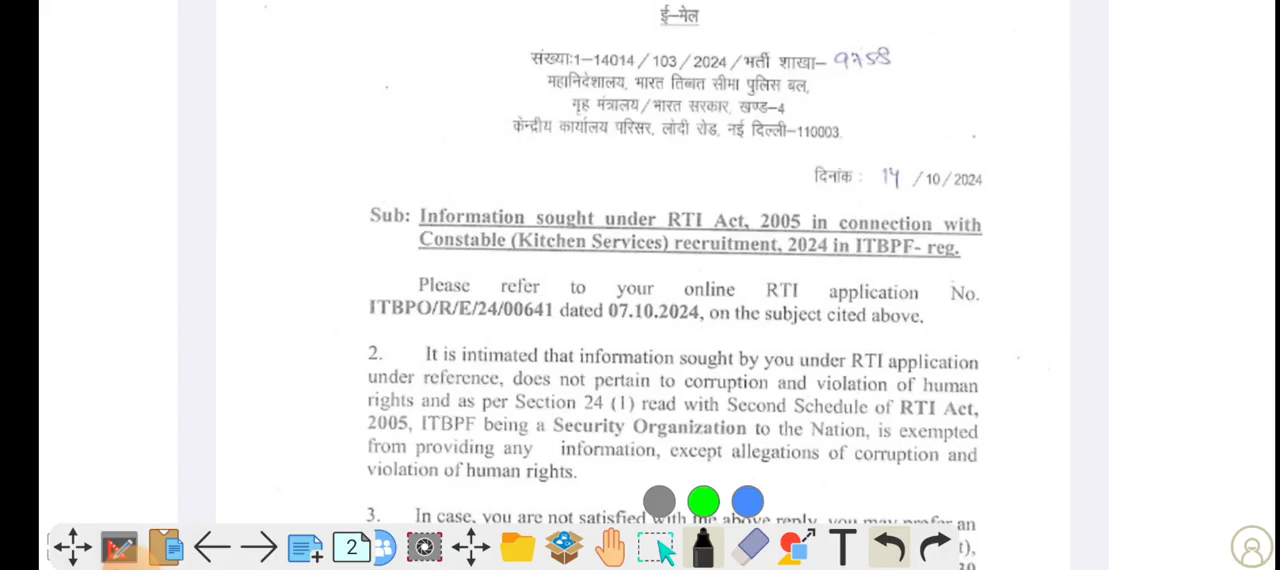 ई–मेल
संख्याः1–14014/103/2024/भर्ती शाखा– 9758
महानिदेशालय, भारत तिब्बत सीमा पुलिस बल,
गृह मंत्रालय/भारत सरकार, खण्ड–4
केन्द्रीय कार्यालय परिसर, लोदी रोड, नई दिल्ली–110003.
दिनांक : 14 /10/2024
Sub: Information sought under RTI Act, 2005 in connection with
Constable (Kitchen Services) recruitment, 2024 in ITBPF- reg.
Please refer to your online RTI application No.
ITBPO/R/E/24/00641 dated 07.10.2024, on the subject cited above.
2. It is intimated that information sought by you under RTI application
under reference, does not pertain to corruption and violation of human
rights and as per Section 24 (1) read with Second Schedule of RTI Act,
2005, ITBPF being a Security Organization to the Nation, is exempted
from providing any information, except allegations of corruption and
violation of human rights.
3. In case, you are not satisfied with the above reply, you may prefer an
2 T t),